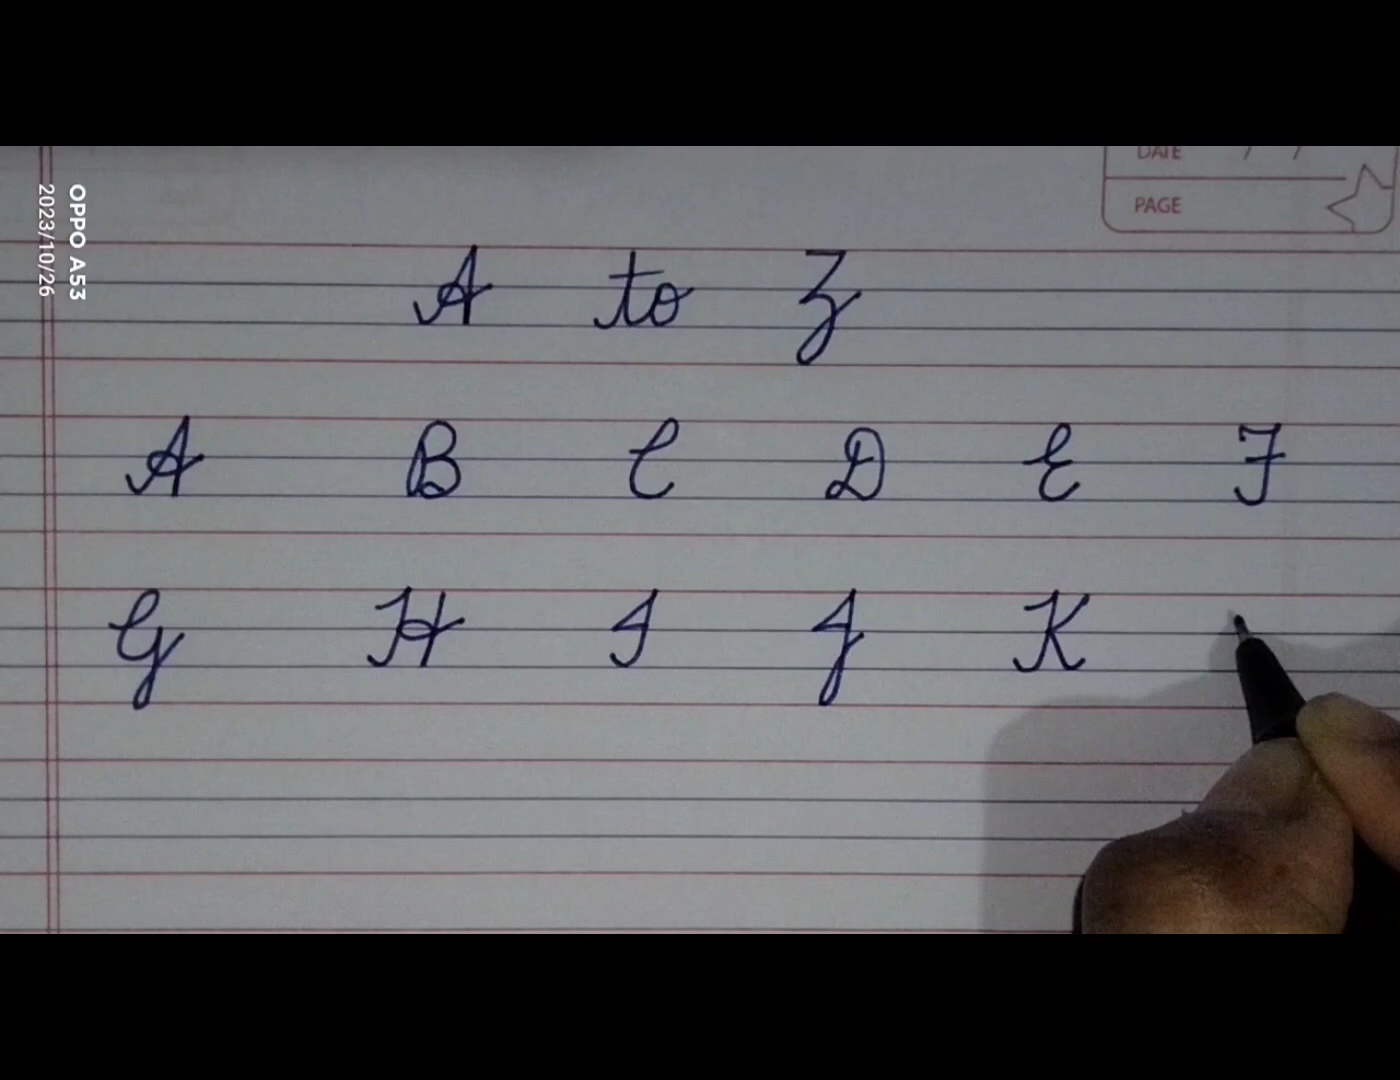 DATE / /
PAGE
OPPO A53
2023/10/26
A to Z
A B C D E F
G H I J K